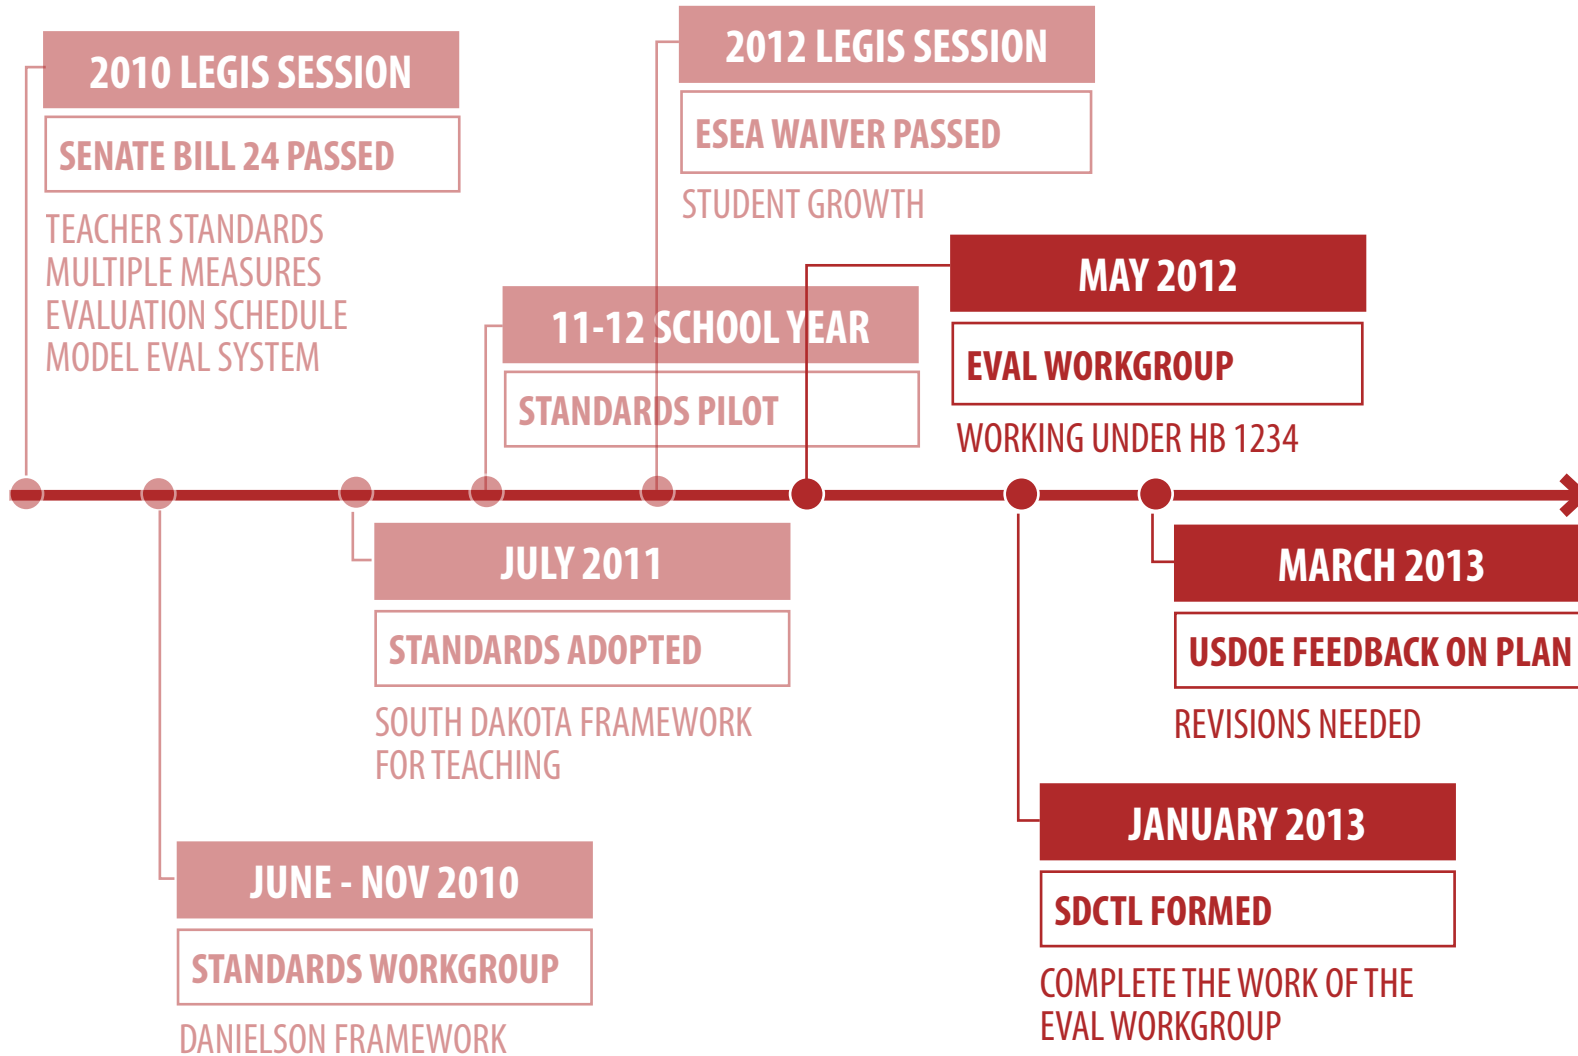 2010 LEGIS SESSION
SENATE BILL 24 PASSED
TEACHER STANDARDS
MULTIPLE MEASURES
EVALUATION SCHEDULE
MODEL EVAL SYSTEM
JUNE - NOV 2010
STANDARDS WORKGROUP
DANIELSON FRAMEWORK
JULY 2011
STANDARDS ADOPTED
SOUTH DAKOTA FRAMEWORK
FOR TEACHING
11-12 SCHOOL YEAR
STANDARDS PILOT
2012 LEGIS SESSION
ESEA WAIVER PASSED
STUDENT GROWTH
MAY 2012
EVAL WORKGROUP
WORKING UNDER HB 1234
JANUARY 2013
SDCTL FORMED
COMPLETE THE WORK OF THE
EVAL WORKGROUP
MARCH 2013
USDOE FEEDBACK ON PLAN
REVISIONS NEEDED